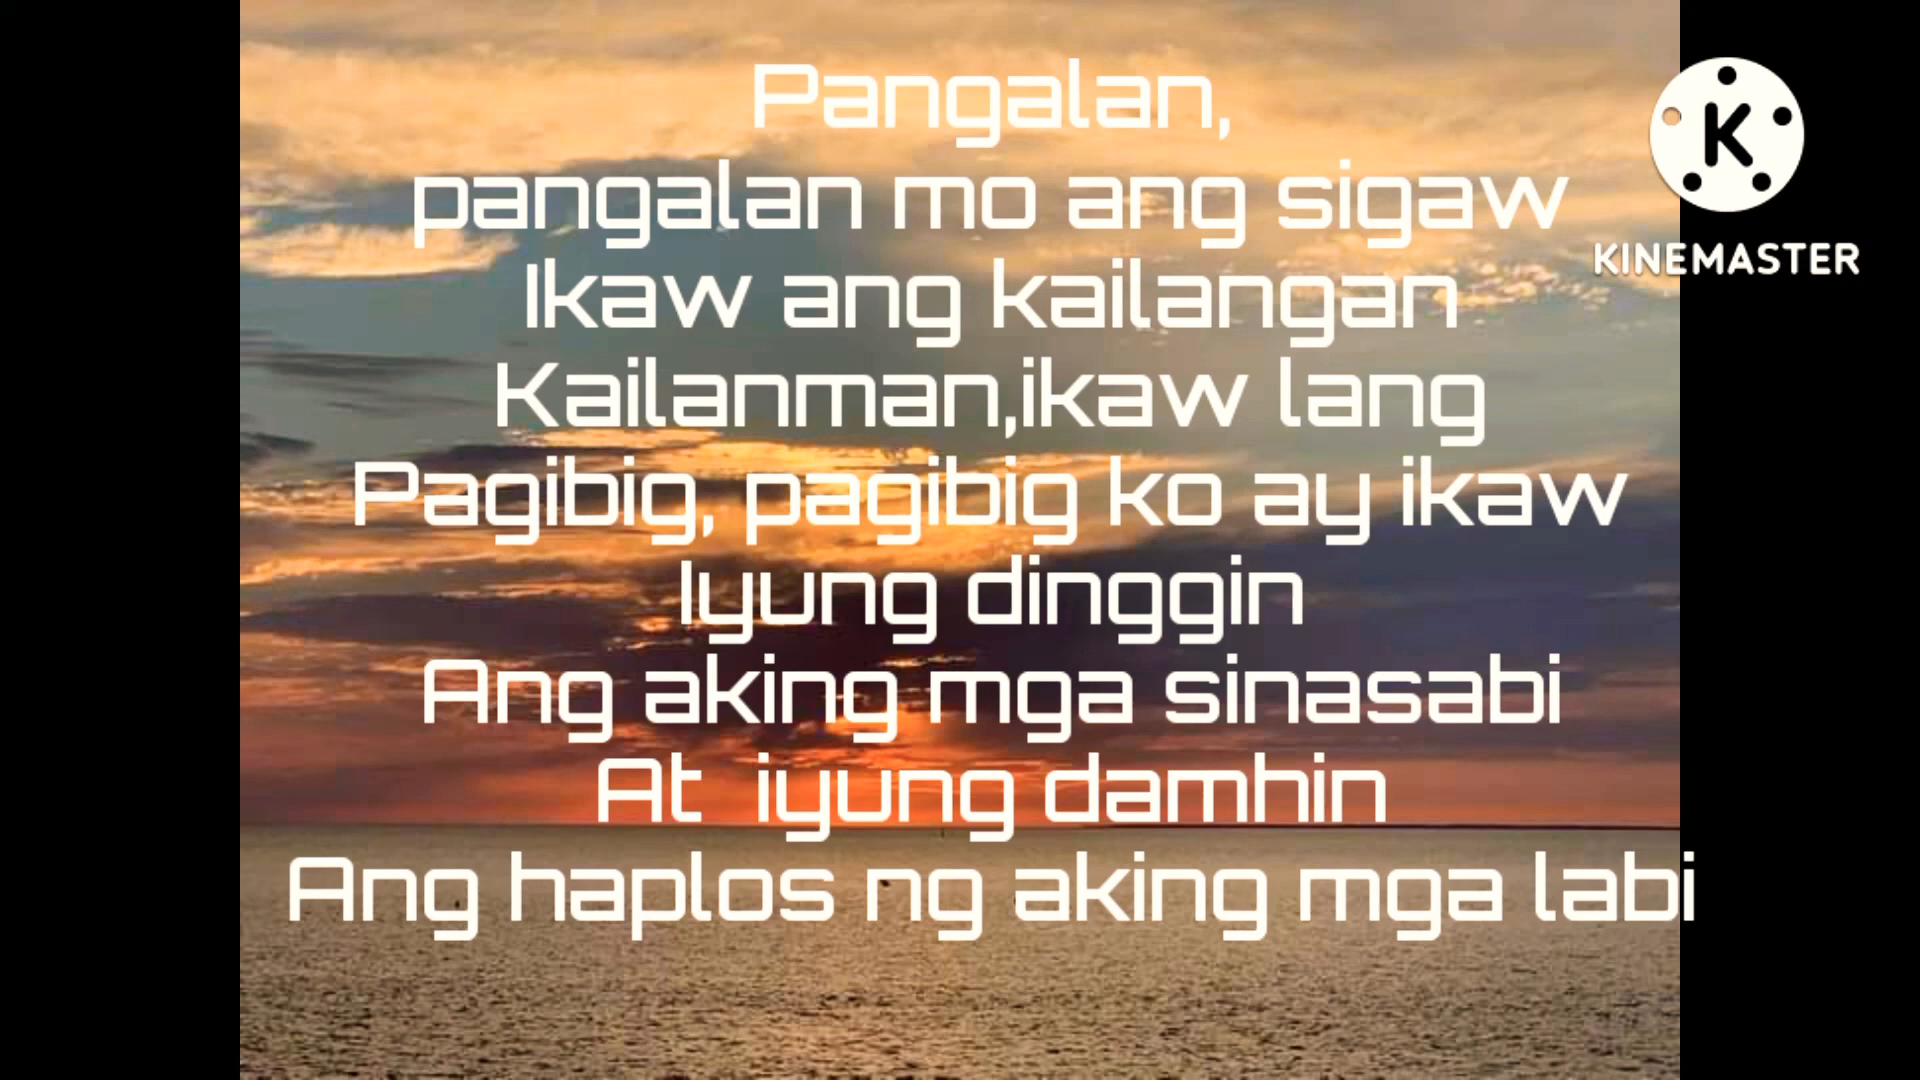 Pangalan,
pangalan mo ang sigaw
Ikaw ang kailangan
Kailanman,ikaw lang
Pagibig, pagibig ko ay ikaw
Iyung dinggin
Ang aking mga sinasabi
At  iyung damhin
Ang haplos ng aking mga labi
K
KINEMASTER